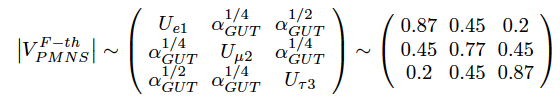 |V_{PMNS}^{F-th}| ∼ ( U_{e1} α_{GUT}^{1/4} α_{GUT}^{1/2} ; α_{GUT}^{1/4} U_{μ2} α_{GUT}^{1/4} ; α_{GUT}^{1/2} α_{GUT}^{1/4} U_{τ3} ) ∼ ( 0.87 0.45 0.2 ; 0.45 0.77 0.45 ; 0.2 0.45 0.87 )